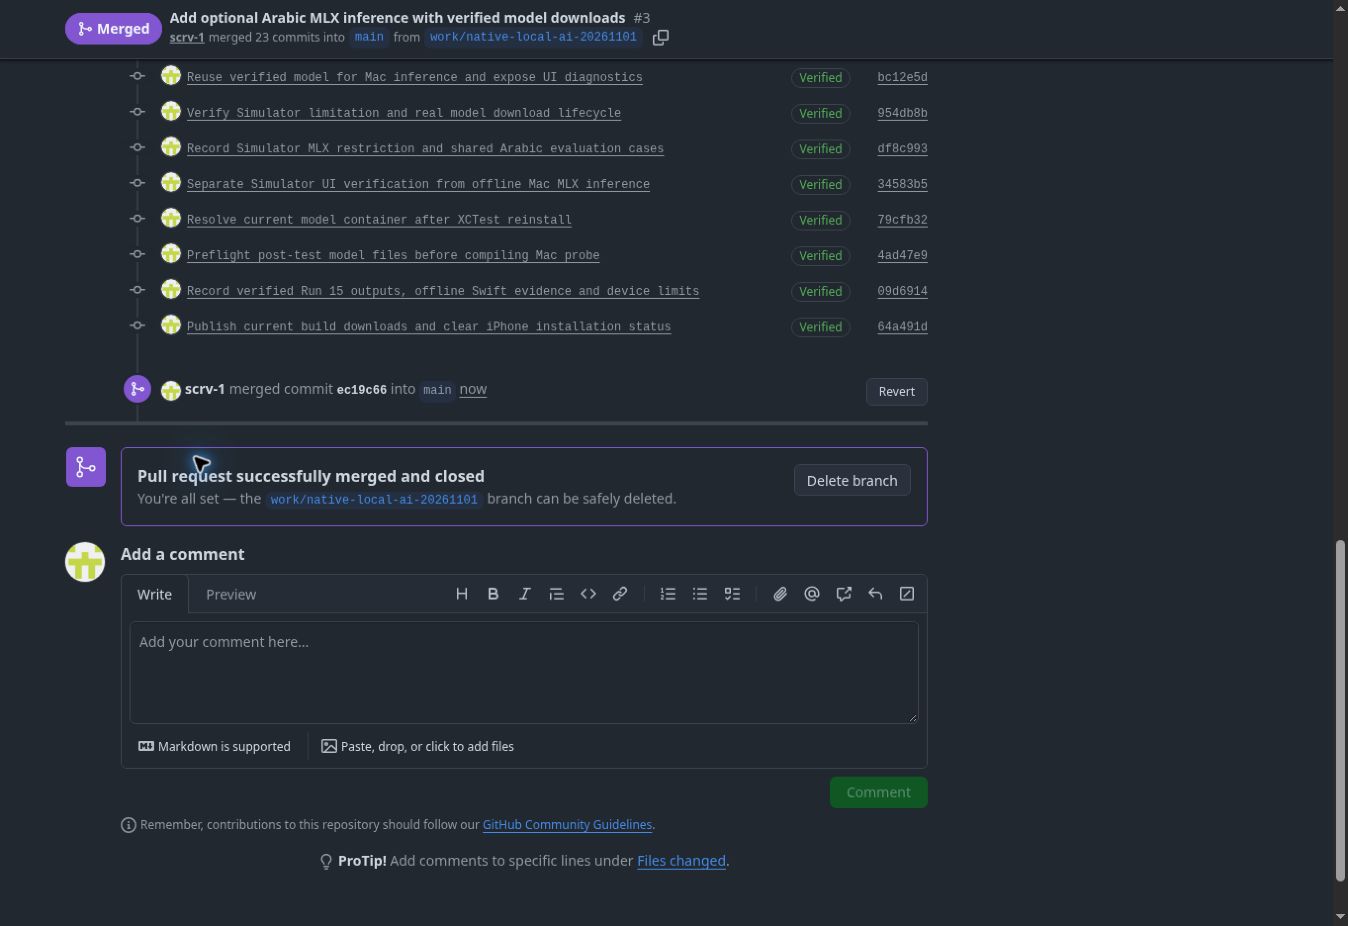 Merged
Add optional Arabic MLX inference with verified model downloads #3
scrv-1 merged 23 commits into main from work/native-local-ai-20261101
Reuse verified model for Mac inference and expose UI diagnostics Verified bc12e5d
Verify Simulator limitation and real model download lifecycle Verified 954db8b
Record Simulator MLX restriction and shared Arabic evaluation cases Verified df8c993
Separate Simulator UI verification from offline Mac MLX inference Verified 34583b5
Resolve current model container after XCTest reinstall Verified 79cfb32
Preflight post-test model files before compiling Mac probe Verified 4ad47e9
Record verified Run 15 outputs, offline Swift evidence and device limits Verified 09d6914
Publish current build downloads and clear iPhone installation status Verified 64a491d
scrv-1 merged commit ec19c66 into main now Revert
Pull request successfully merged and closed
You're all set — the work/native-local-ai-20261101 branch can be safely deleted.
Delete branch
Add a comment
Write Preview
Add your comment here...
Markdown is supported Paste, drop, or click to add files
Comment
Remember, contributions to this repository should follow our GitHub Community Guidelines.
ProTip! Add comments to specific lines under Files changed.